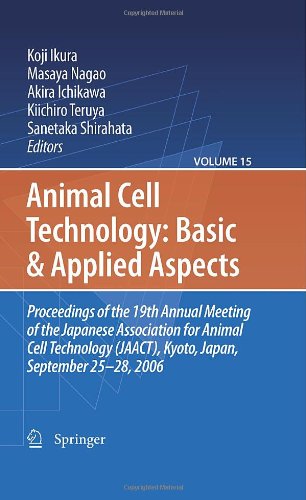 Koji Ikura
Masaya Nagao
Akira Ichikawa
Kiichiro Teruya
Sanetaka Shirahata
Editors
VOLUME 15
Animal Cell
Technology: Basic
& Applied Aspects
Proceedings of the 19th Annual Meeting
of the Japanese Association for Animal
Cell Technology (JAACT), Kyoto, Japan,
September 25–28, 2006
Springer
Copyrighted Material